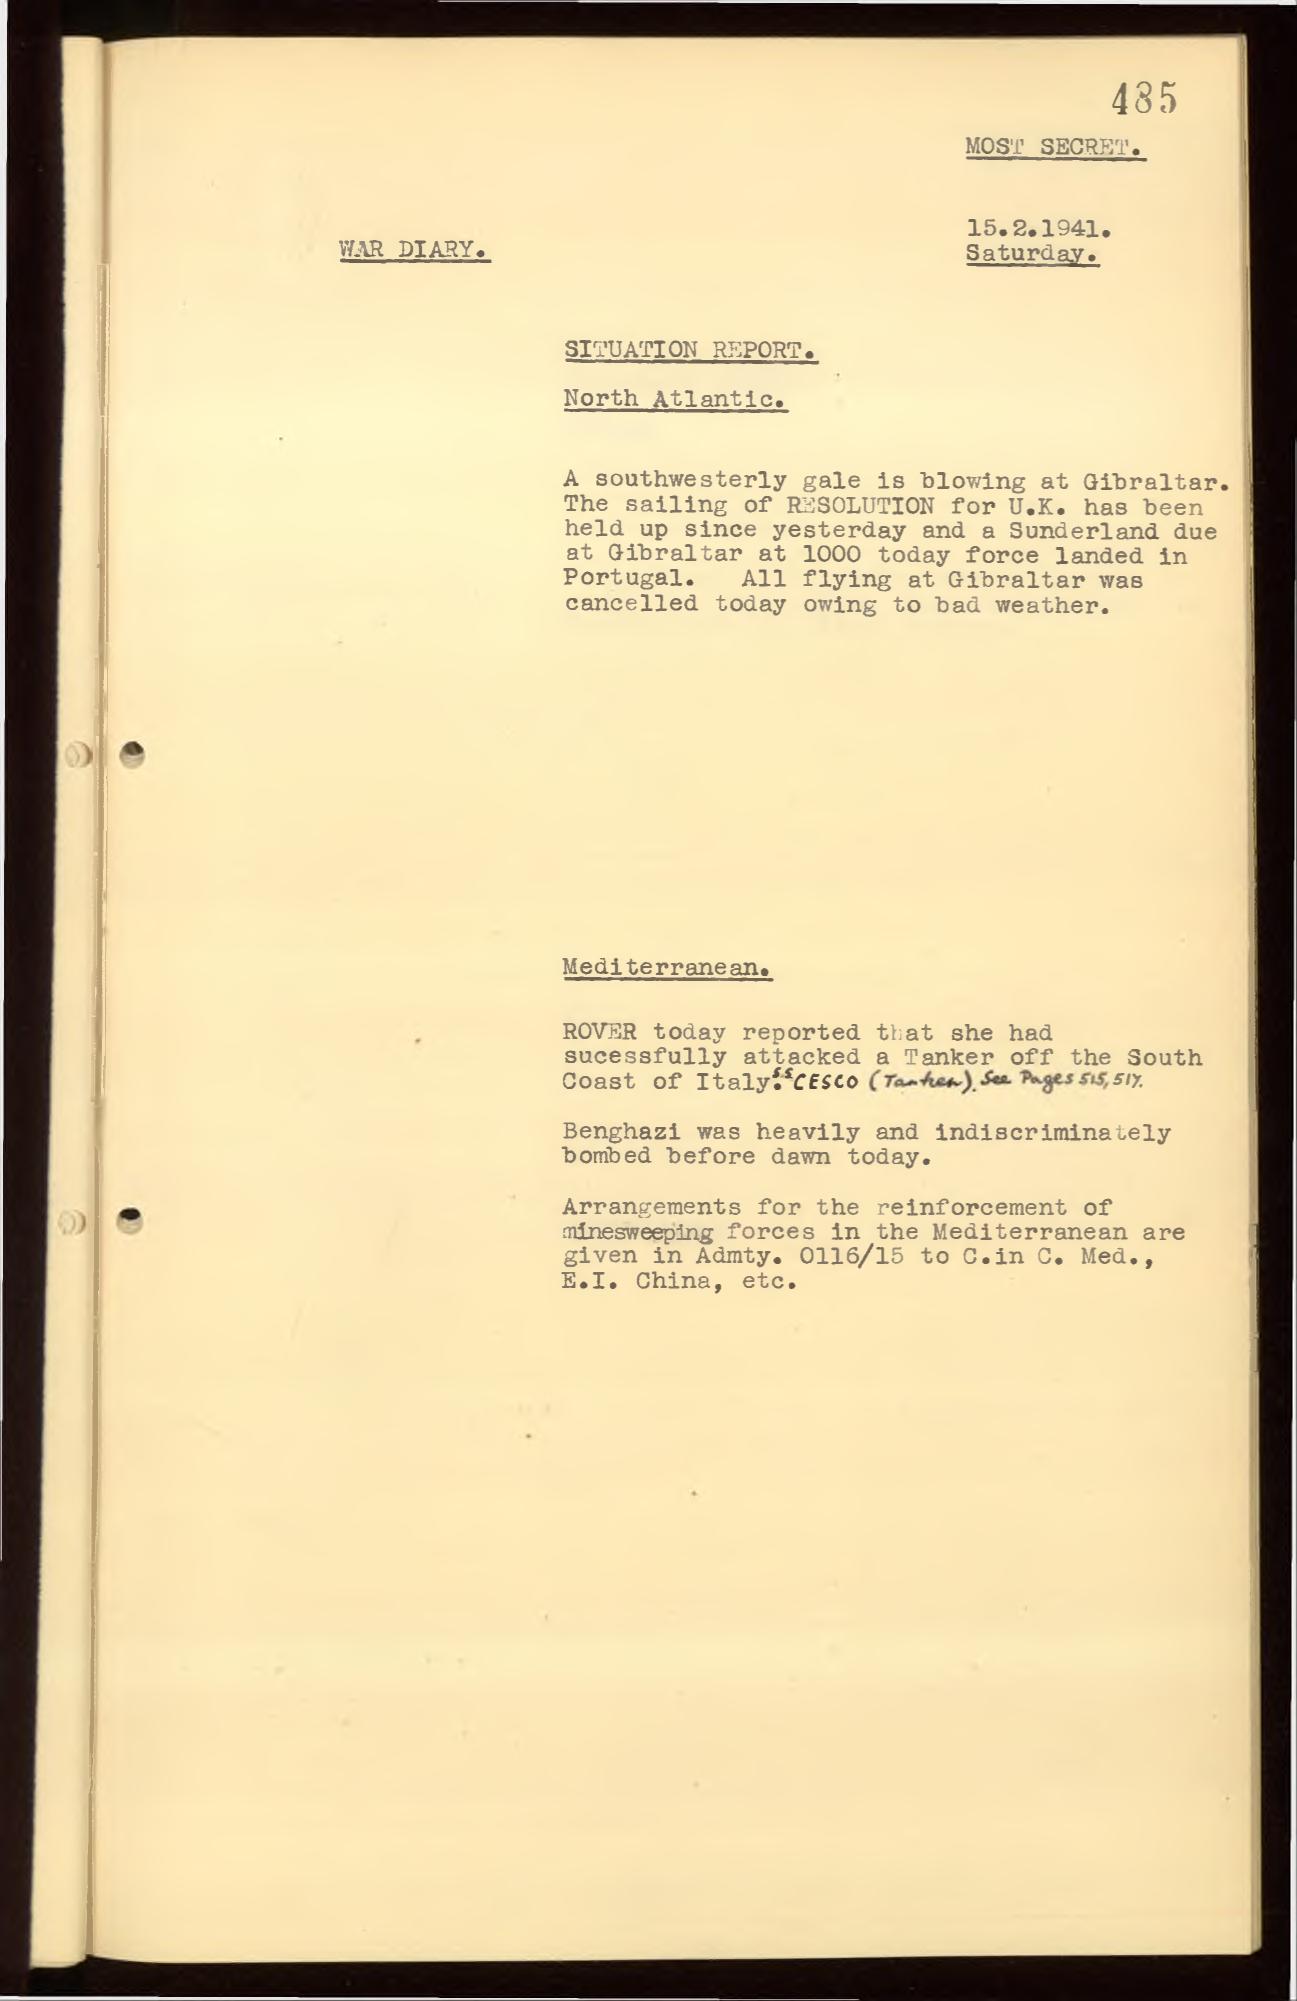 485
MOST SECRET.
15.2.1941.
WAR DIARY.
Saturday.
SITUATION REPORT.
North Atlantic.
A southwesterly gale is blowing at Gibraltar.
The sailing of RESOLUTION for U.K. has been
held up since yesterday and a Sunderland due
at Gibraltar at 1000 today force landed in
Portugal. All flying at Gibraltar was
cancelled today owing to bad weather.
Mediterranean.
ROVER today reported that she had
sucessfully attacked a Tanker off the South
Coast of Italy. SS CESCO (Tanker). See Pages 515, 517.
Benghazi was heavily and indiscriminately
bombed before dawn today.
Arrangements for the reinforcement of
minesweeping forces in the Mediterranean are
given in Admty. 0116/15 to C.in C. Med.,
E.I. China, etc.